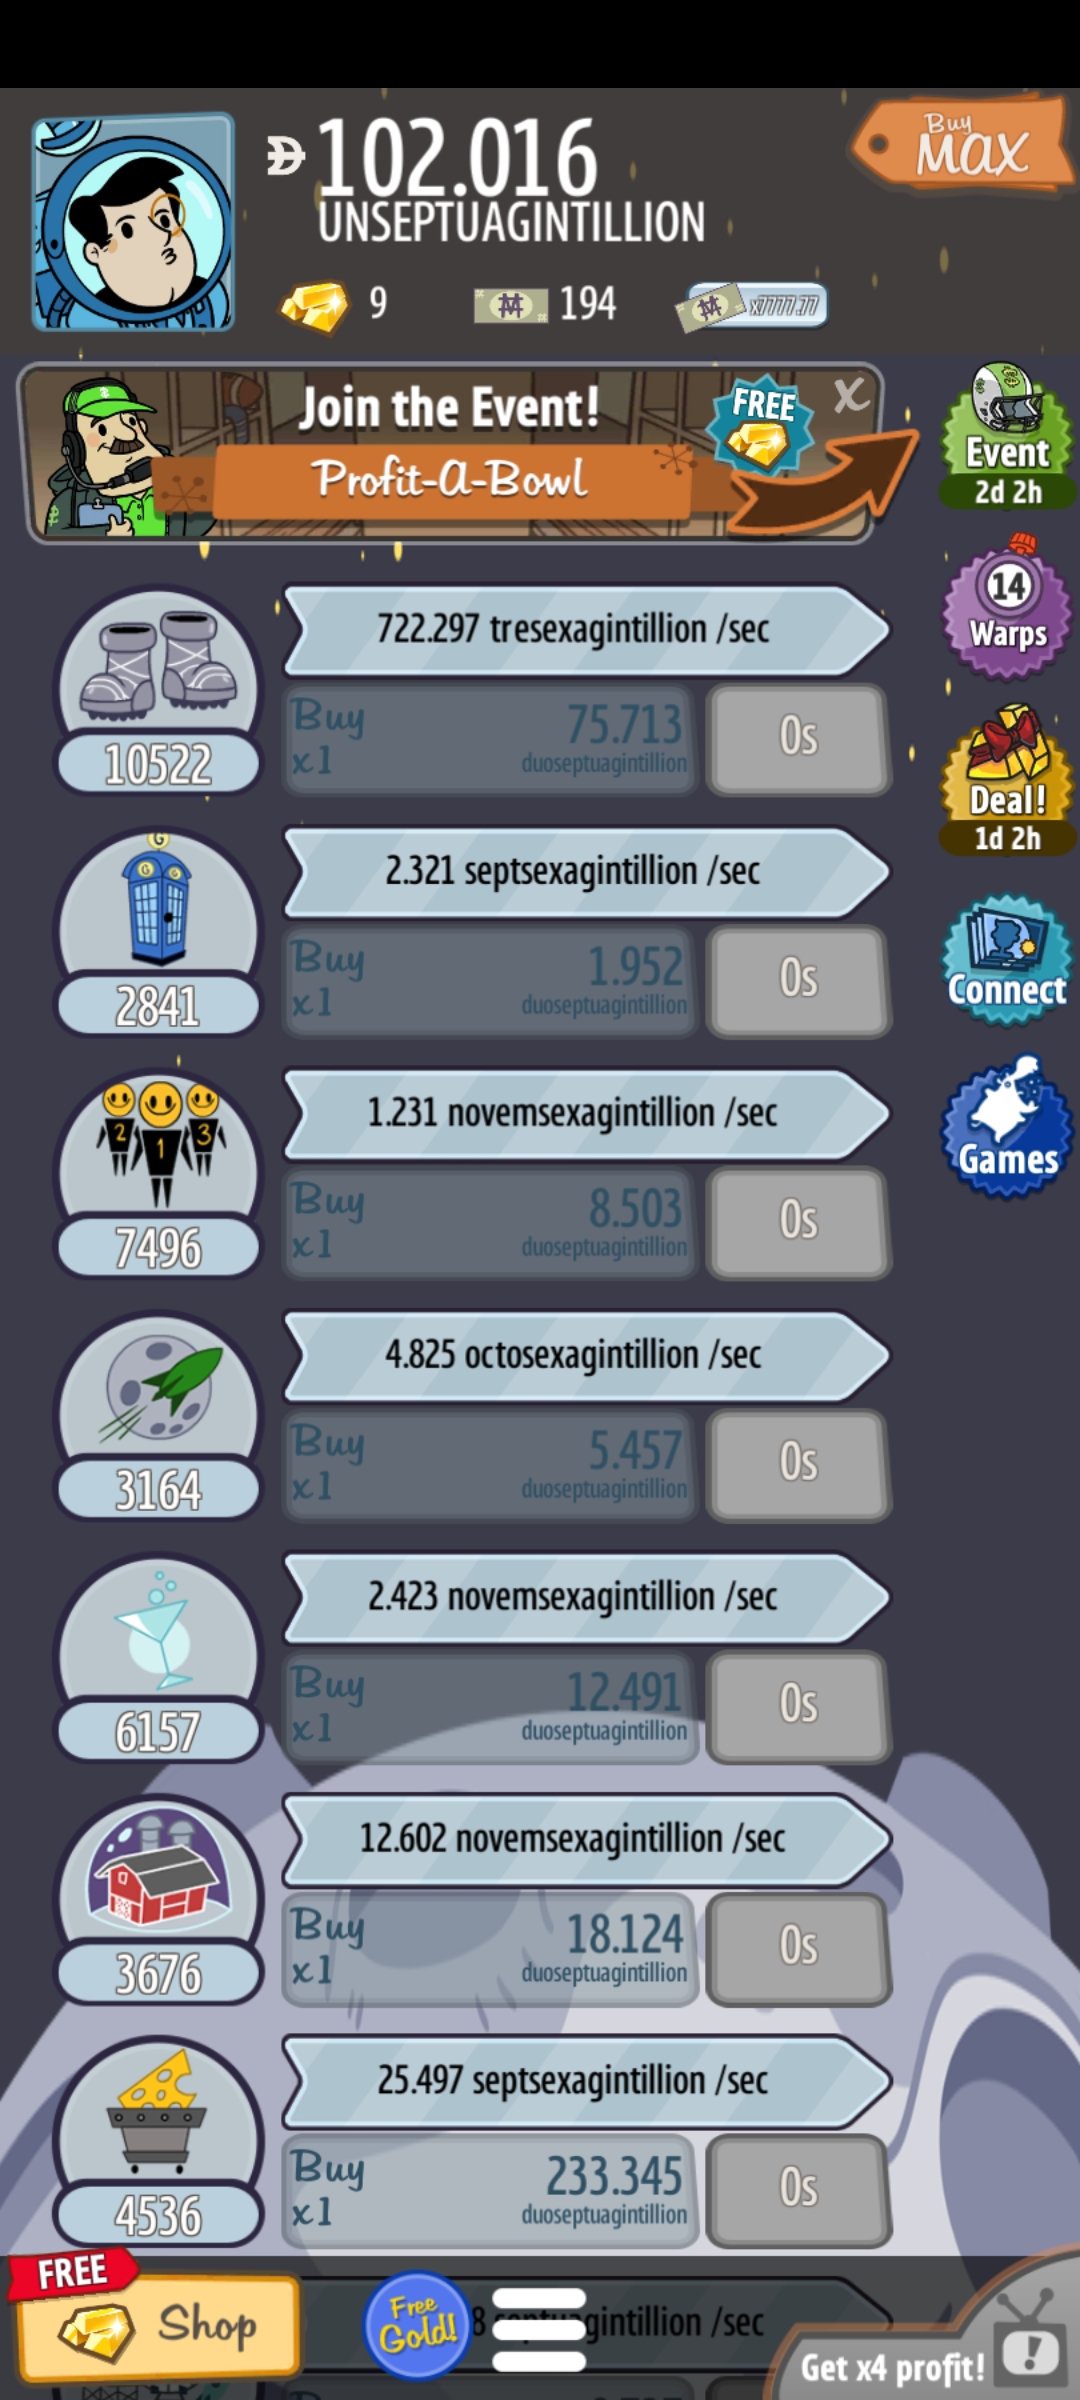 Buy
MAX
102.016
UNSEPTUAGINTILLION
9
194
x7777.77
Join the Event!
Profit-A-Bowl
FREE
X
Event
2d 2h
722.297 tresexagintillion /sec
Buy
x1
75.713
duoseptuagintillion
0s
10522
14
Warps
Deal!
1d 2h
G
G
G
2.321 septsexagintillion /sec
Buy
x1
1.952
duoseptuagintillion
0s
2841
Connect
2
1
3
1.231 novemsexagintillion /sec
Buy
x1
8.503
duoseptuagintillion
0s
7496
Games
4.825 octosexagintillion /sec
Buy
x1
5.457
duoseptuagintillion
0s
3164
2.423 novemsexagintillion /sec
Buy
x1
12.491
duoseptuagintillion
0s
6157
12.602 novemsexagintillion /sec
Buy
x1
18.124
duoseptuagintillion
0s
3676
25.497 septsexagintillion /sec
Buy
x1
233.345
duoseptuagintillion
0s
4536
FREE
Shop
Free
Gold!
/sec
Get x4 profit!